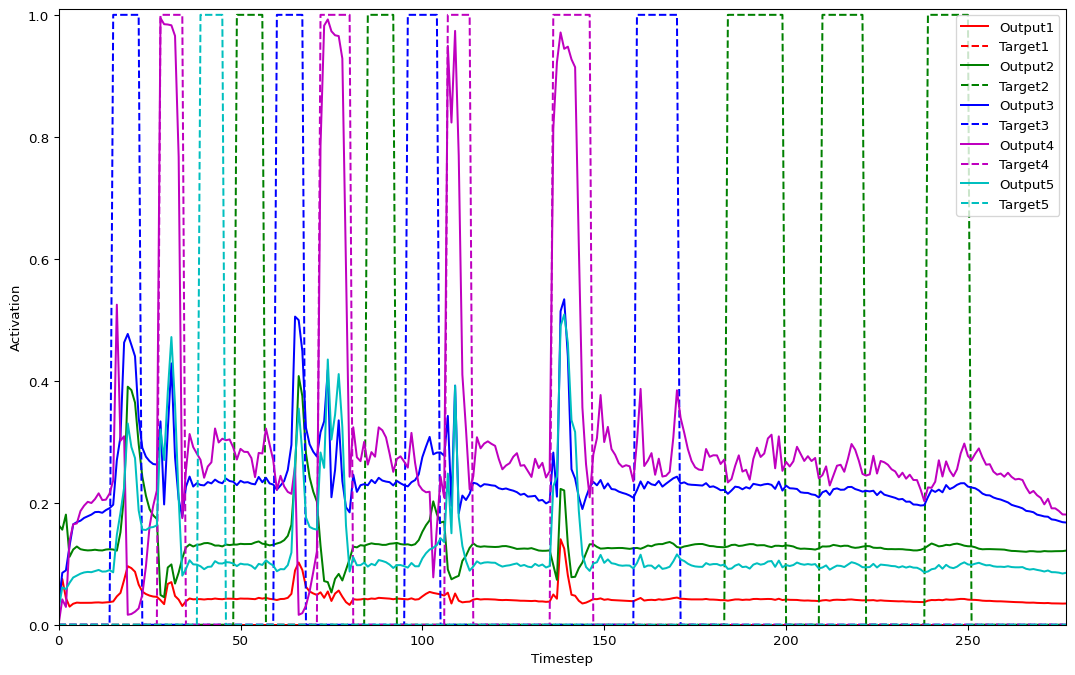 1.0
0.8
0.6
0.4
0.2
0.0
Activation
0
50
100
150
200
250
Timestep
Output1
Target1
Output2
Target2
Output3
Target3
Output4
Target4
Output5
Target5